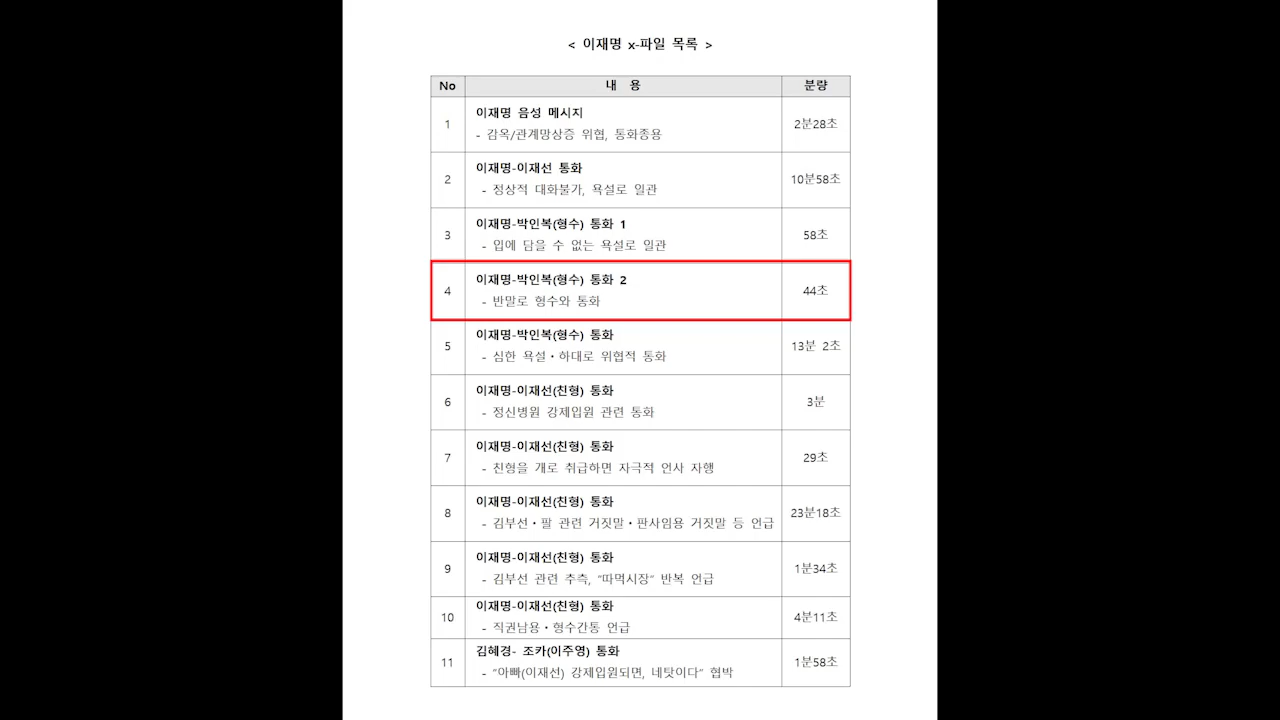 < 이재명 x-파일 목록 >
No 내 용 분량
1 이재명 음성 메시지 2분28초
- 감옥/관계망상증 위협, 통화종용
2 이재명-이재선 통화 10분58초
- 정상적 대화불가, 욕설로 일관
3 이재명-박인복(형수) 통화 1 58초
- 입에 담을 수 없는 욕설로 일관
4 이재명-박인복(형수) 통화 2 44초
- 반말로 형수와 통화
5 이재명-박인복(형수) 통화 13분 2초
- 심한 욕설·하대로 위협적 통화
6 이재명-이재선(친형) 통화 3분
- 정신병원 강제입원 관련 통화
7 이재명-이재선(친형) 통화 29초
- 친형을 개로 취급하면 자극적 언사 자행
8 이재명-이재선(친형) 통화 23분18초
- 김부선·팔 관련 거짓말·판사임용 거짓말 등 언급
9 이재명-이재선(친형) 통화 1분34초
- 김부선 관련 추측, “따먹시장” 반복 언급
10 이재명-이재선(친형) 통화 4분11초
- 직권남용·형수간통 언급
11 김혜경- 조카(이주영) 통화 1분58초
- “아빠(이재선) 강제입원되면, 네탓이다” 협박